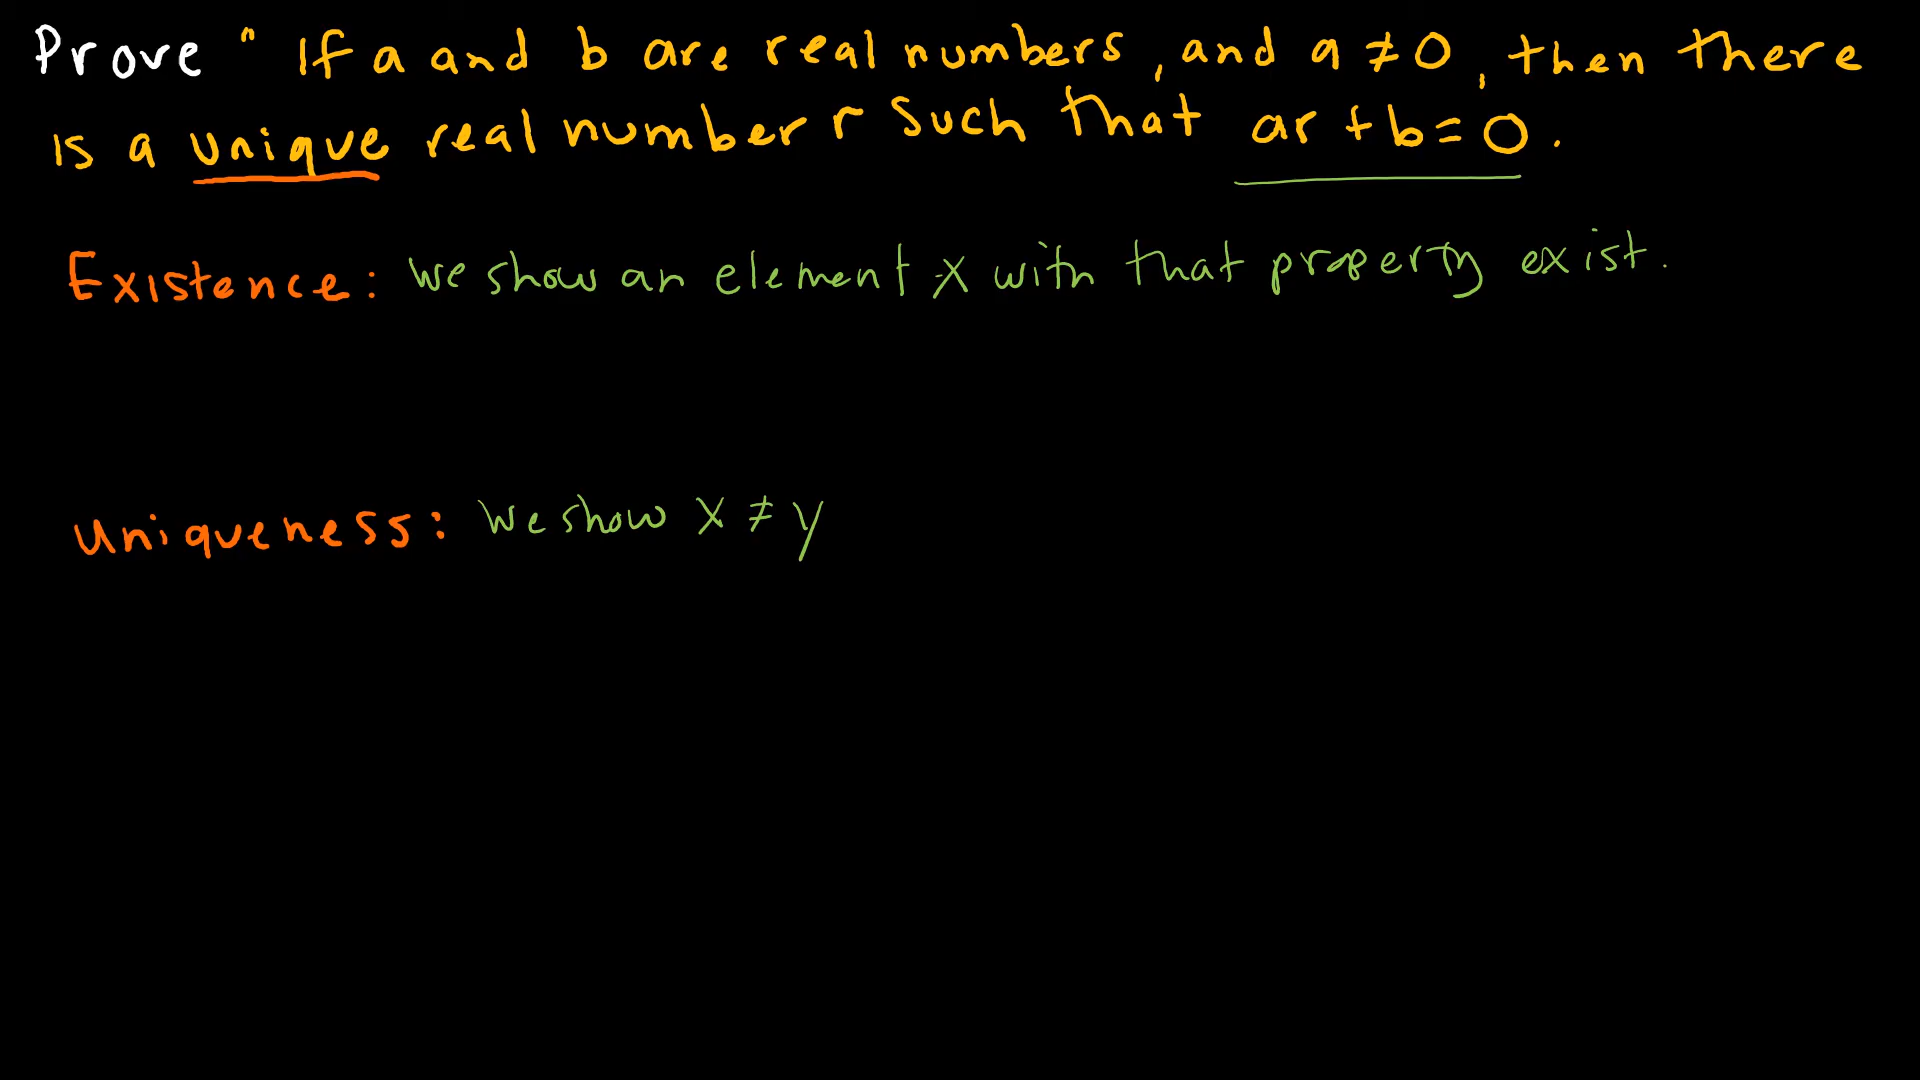 Prove " If a and b are real numbers, and a ≠ 0, then there
is a unique real number r such that ar + b = 0.
Existence: we show an element x with that property exist.
Uniqueness: we show x ≠ y